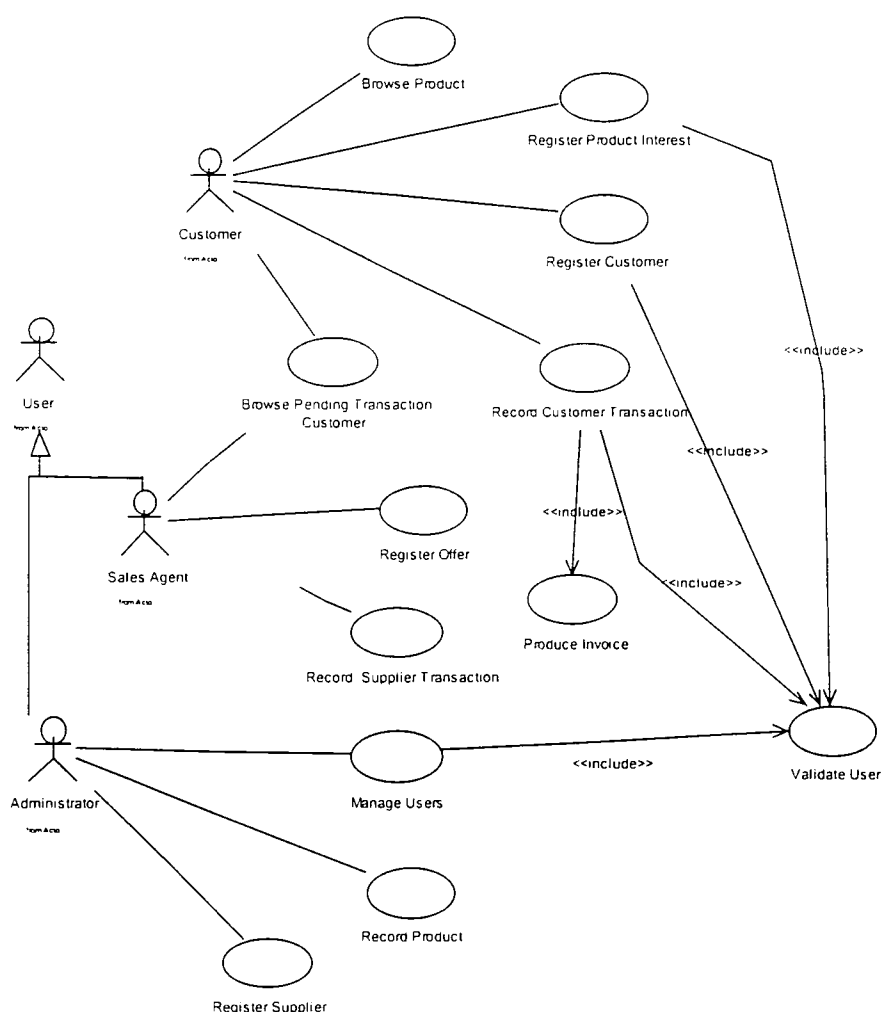 Browse Product
Register Product Interest
Customer
Register Customer
<<include>>
User
Browse Pending Transaction
Customer
Record Customer Transaction
<<include>>
<<include>>
Register Offer
Sales Agent
<<include>>
Produce Invoice
Record Supplier Transaction
<<include>>
Validate User
Administrator
Manage Users
Record Product
Register Supplier